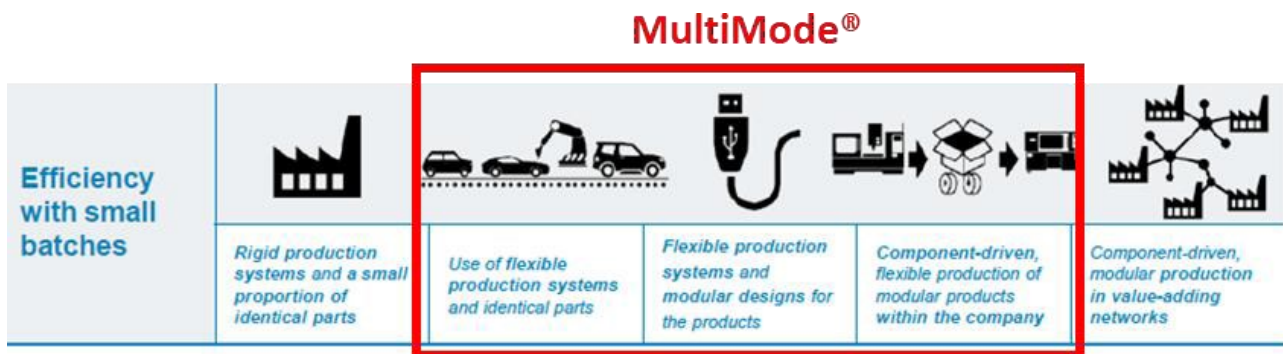 MultiMode®
Efficiency
with small
batches
Rigid production
systems and a small
proportion of
identical parts
Use of flexible
production systems
and identical parts
Flexible production
systems and
modular designs for
the products
Component-driven,
flexible production of
modular products
within the company
Component-driven,
modular production
in value-adding
networks